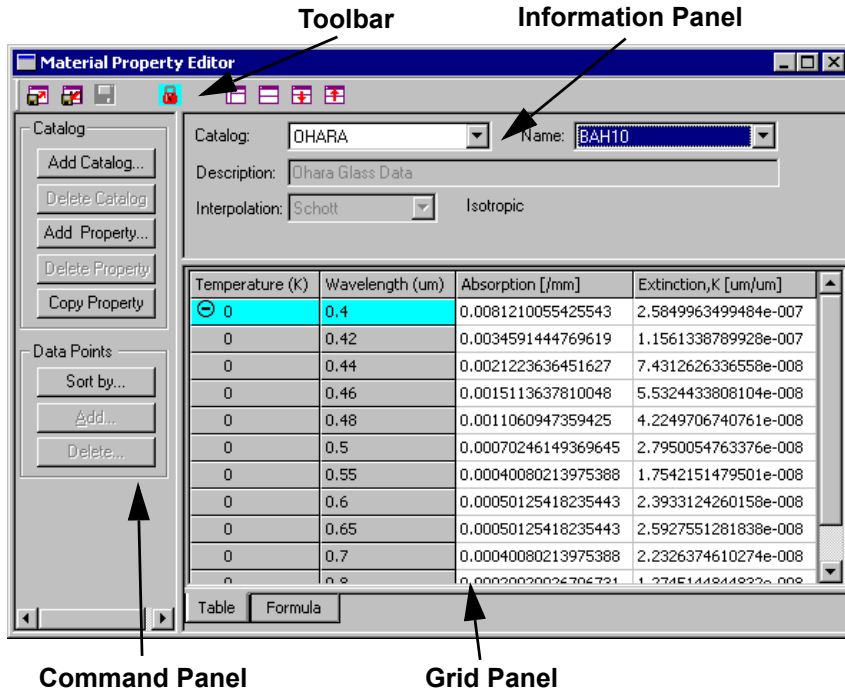 Toolbar Information Panel
Material Property Editor
Catalog
Add Catalog...
Delete Catalog
Add Property...
Delete Property
Copy Property
Data Points
Sort by...
Add...
Delete...
Catalog: OHARA Name: BAH10
Description: Ohara Glass Data
Interpolation: Schott Isotropic
Temperature (K) Wavelength (um) Absorption [/mm] Extinction,K [um/um]
0 0.4 0.0081210055425543 2.5849963499484e-007
0 0.42 0.0034591444769619 1.1561338789928e-007
0 0.44 0.0021223636451627 7.4312626336558e-008
0 0.46 0.0015113637810048 5.5324433808104e-008
0 0.48 0.0011060947359425 4.2249706740761e-008
0 0.5 0.00070246149369645 2.7950054763376e-008
0 0.55 0.00040080213975388 1.7542151479501e-008
0 0.6 0.00050125418235443 2.3933124260158e-008
0 0.65 0.00050125418235443 2.5927551281838e-008
0 0.7 0.00040080213975388 2.2326374610274e-008
0 0.8
Table Formula
Command Panel Grid Panel